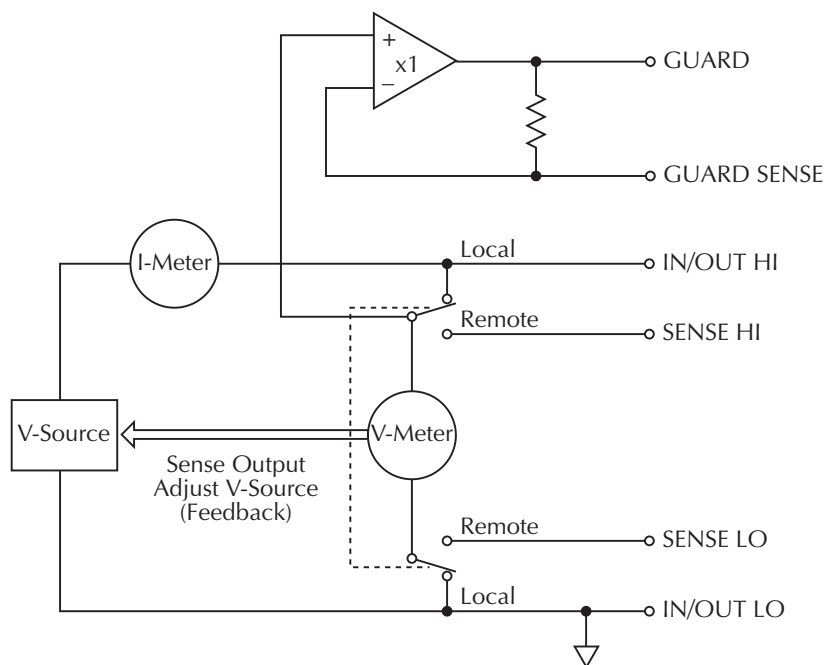 +
x1
−
GUARD
GUARD SENSE
I-Meter
Local
IN/OUT HI
Remote
SENSE HI
V-Source
V-Meter
Sense Output
Adjust V-Source
(Feedback)
Remote
SENSE LO
Local
IN/OUT LO